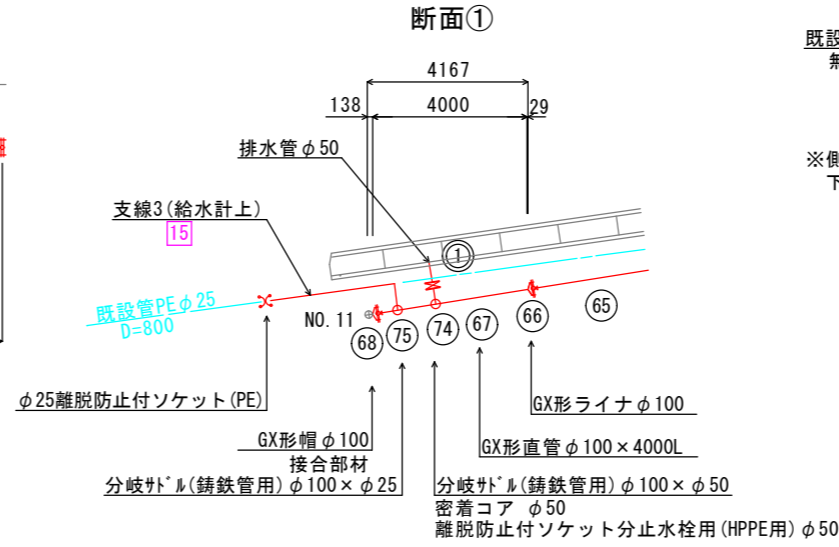 断面①
既設
無
4167
138
4000
29
※側
下
排水管φ50
支線3(給水計上)
15
①
既設管PEφ25
D=800
NO.11
68
75
74
67
66
65
φ25離脱防止付ソケット(PE)
GX形ライナφ100
GX形帽φ100
接合部材
GX形直管φ100×4000L
分岐サドル(鋳鉄管用)φ100×φ25
分岐サドル(鋳鉄管用)φ100×φ50
密着コア φ50
離脱防止付ソケット分止水栓用(HPPE用)φ50